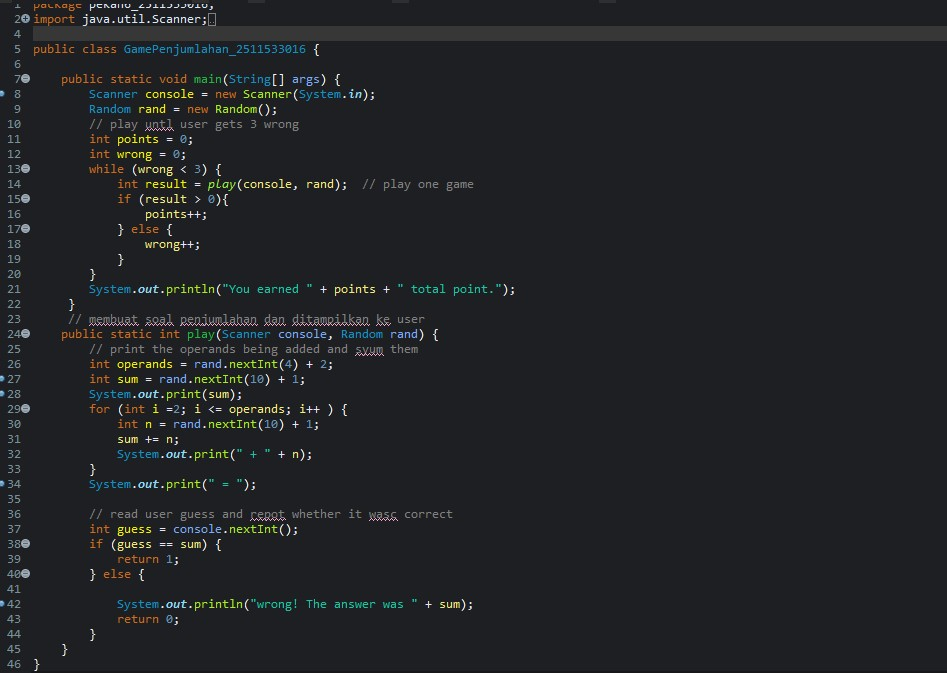 1 package pekan6_2511533016;
2 import java.util.Scanner;
4
5 public class GamePenjumlahan_2511533016 {
6
7 public static void main(String[] args) {
8 Scanner console = new Scanner(System.in);
9 Random rand = new Random();
10 // play untl user gets 3 wrong
11 int points = 0;
12 int wrong = 0;
13 while (wrong < 3) {
14 int result = play(console, rand); // play one game
15 if (result > 0){
16 points++;
17 } else {
18 wrong++;
19 }
20 }
21 System.out.println("You earned " + points + " total point.");
22 }
23 // membuat soal penjumlahan dan ditampilkan ke user
24 public static int play(Scanner console, Random rand) {
25 // print the operands being added and syum them
26 int operands = rand.nextInt(4) + 2;
27 int sum = rand.nextInt(10) + 1;
28 System.out.print(sum);
29 for (int i =2; i <= operands; i++ ) {
30 int n = rand.nextInt(10) + 1;
31 sum += n;
32 System.out.print(" + " + n);
33 }
34 System.out.print(" = ");
35
36 // read user guess and repot whether it wasc correct
37 int guess = console.nextInt();
38 if (guess == sum) {
39 return 1;
40 } else {
41
42 System.out.println("wrong! The answer was " + sum);
43 return 0;
44 }
45 }
46 }